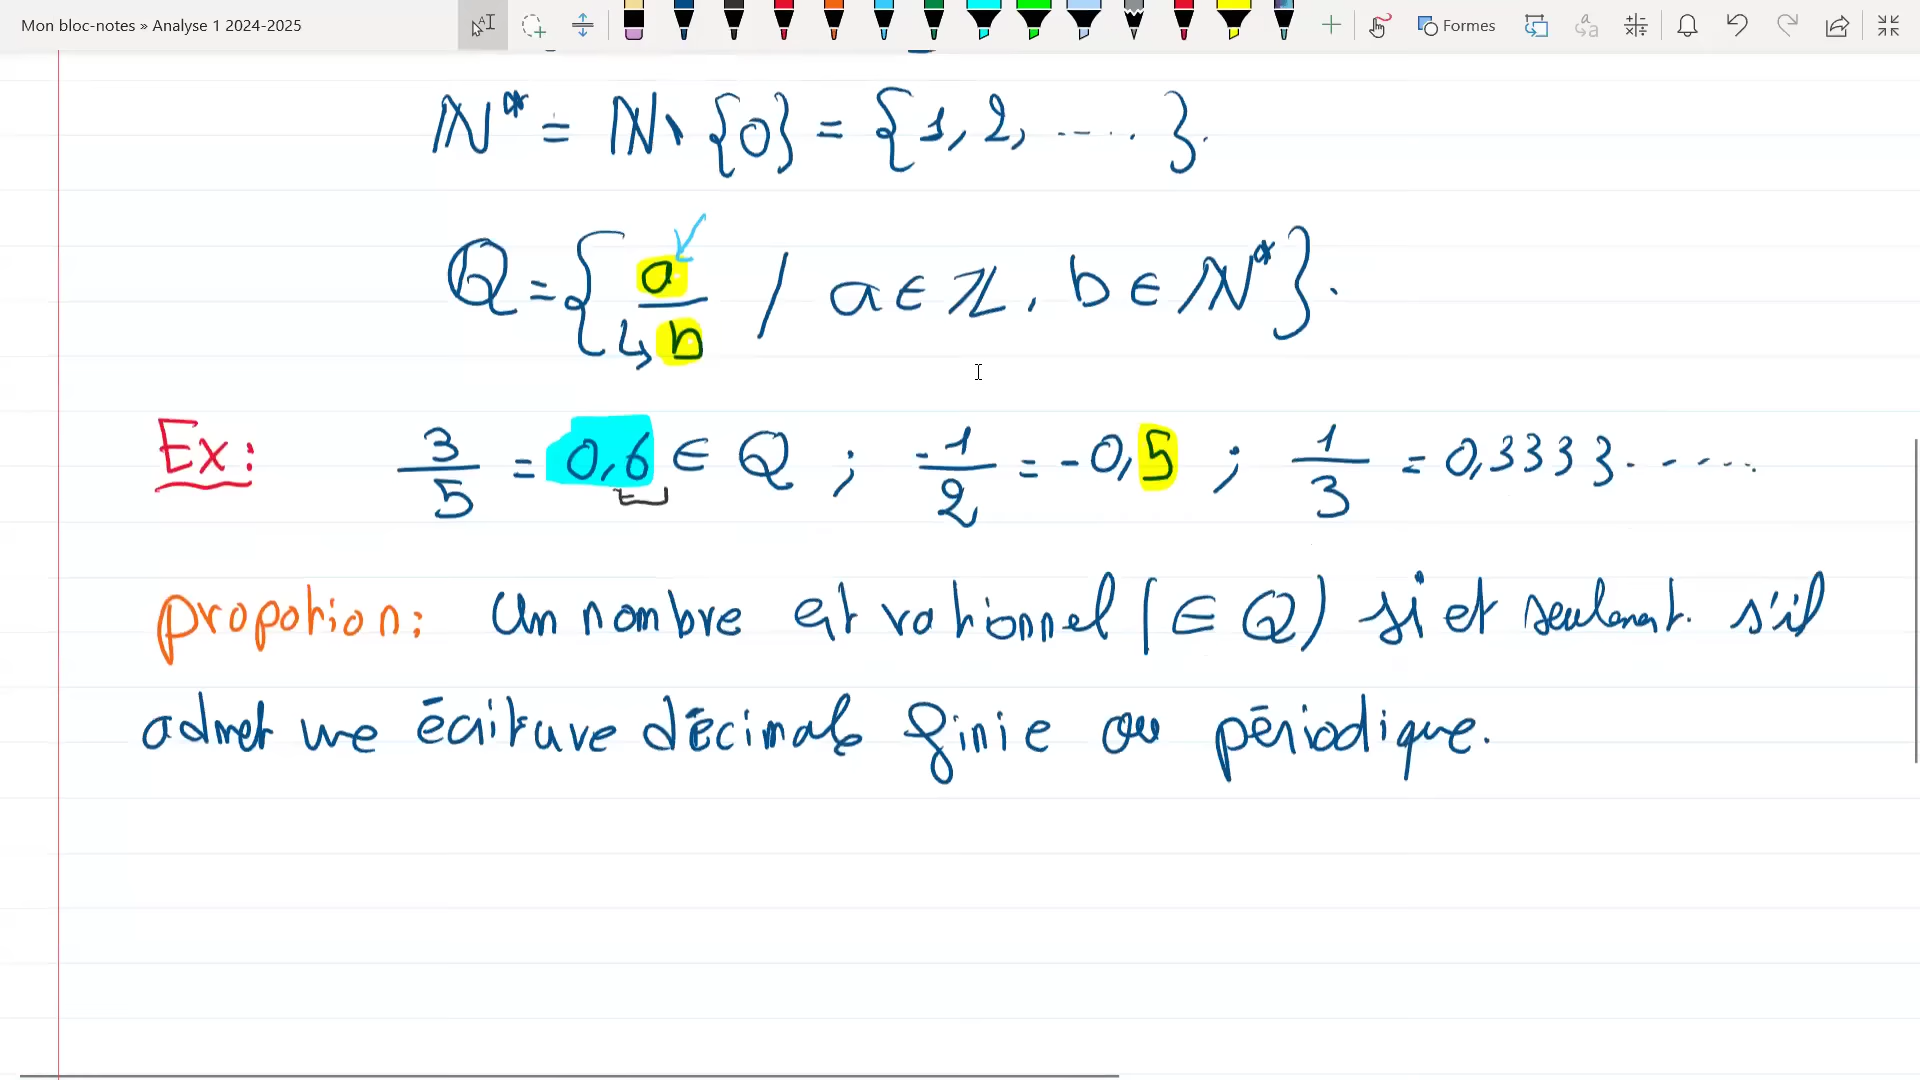 Mon bloc-notes » Analyse 1 2024-2025
Formes
ℕ* = ℕ \ {0} = {1, 2, .....}.
Q = { a/b / a ∈ ℤ, b ∈ ℕ* }.
Ex: 3/5 = 0,6 ∈ Q ; -1/2 = -0,5 ; 1/3 = 0,3333......
propotion: Un nombre est rationnel (∈ Q) si et seulement. s'il
admet une écriture décimale finie ou périodique.